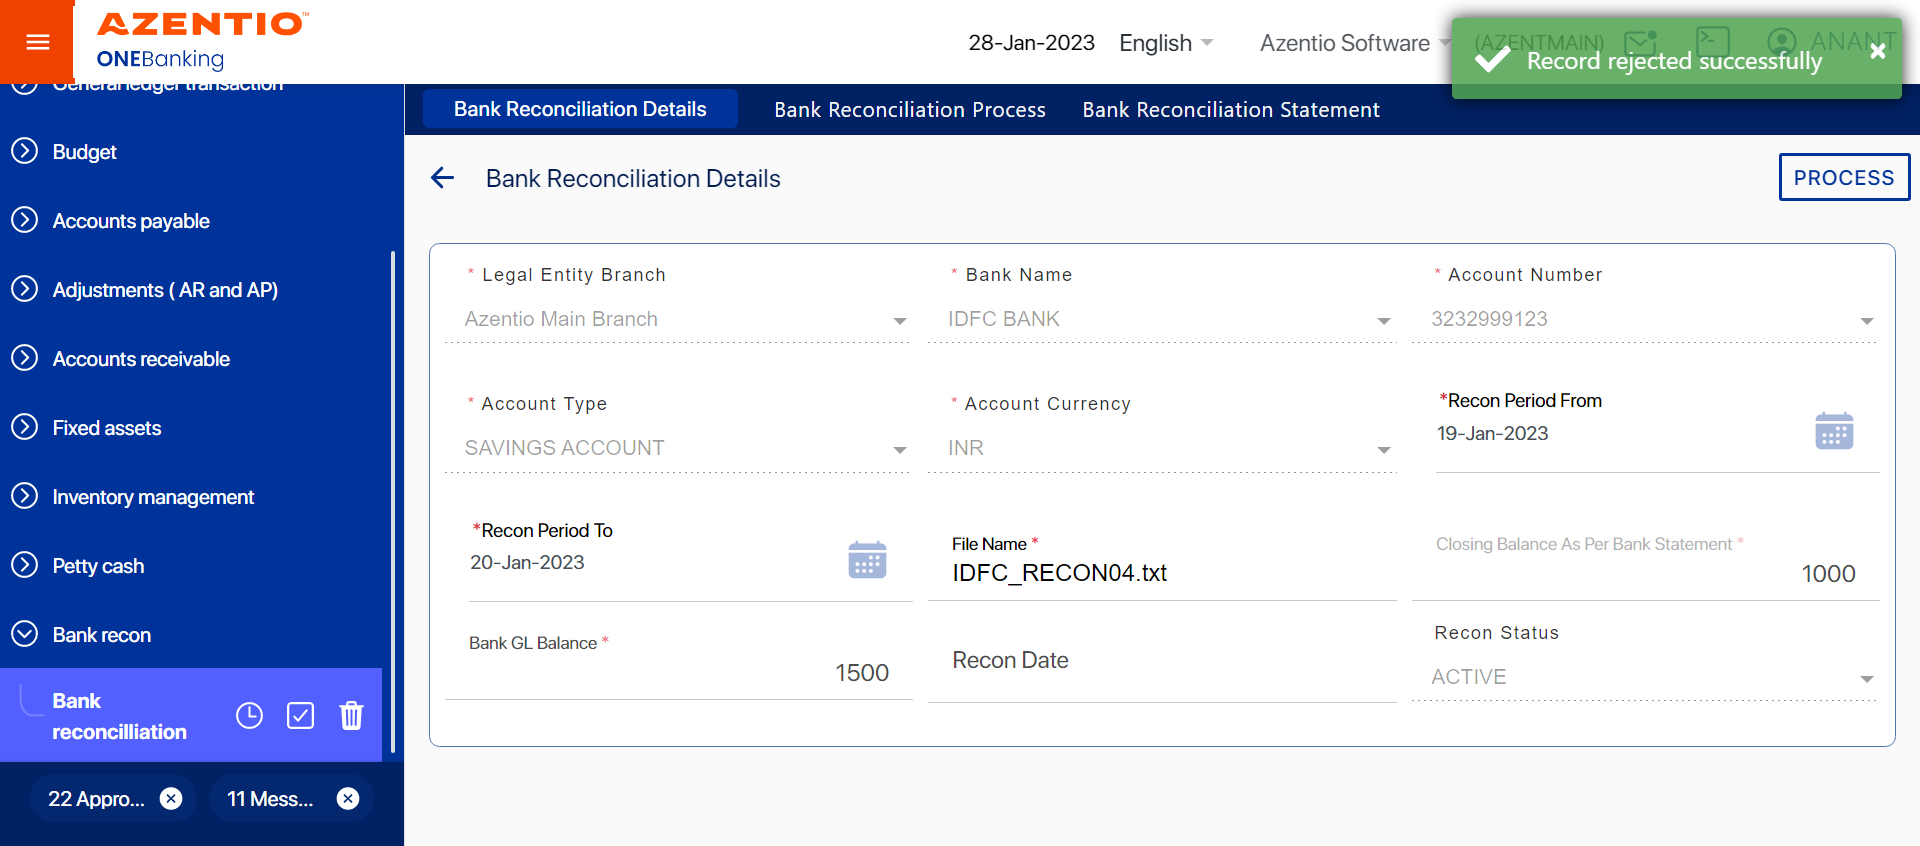 AZENTIO™
ONEBanking
28-Jan-2023
English
Azentio Software
(AZENTMAIN)
ANANT
Record rejected successfully
General ledger transaction
Budget
Accounts payable
Adjustments ( AR and AP)
Accounts receivable
Fixed assets
Inventory management
Petty cash
Bank recon
Bank
reconcilliation
22 Appro...
11 Mess...
Bank Reconciliation Details
Bank Reconciliation Process
Bank Reconciliation Statement
Bank Reconciliation Details
PROCESS
* Legal Entity Branch
Azentio Main Branch
* Bank Name
IDFC BANK
* Account Number
3232999123
* Account Type
SAVINGS ACCOUNT
* Account Currency
INR
*Recon Period From
19-Jan-2023
*Recon Period To
20-Jan-2023
File Name *
IDFC_RECON04.txt
Closing Balance As Per Bank Statement *
1000
Bank GL Balance *
1500
Recon Date
Recon Status
ACTIVE